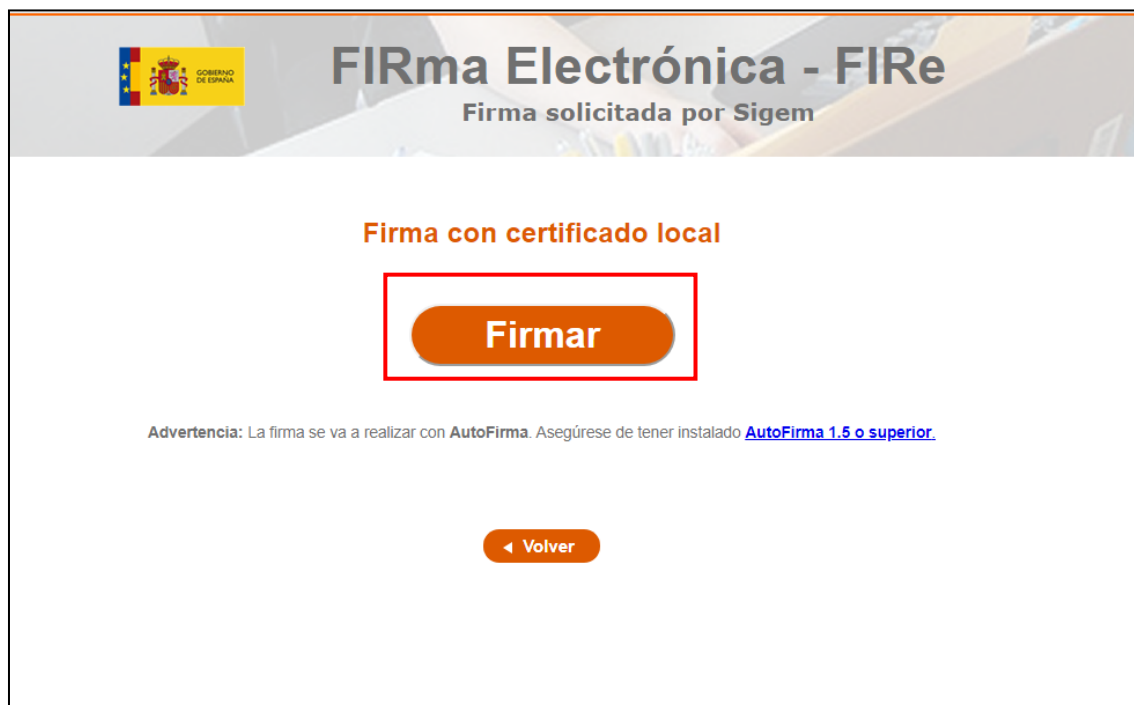 GOBIERNO
DE ESPAÑA
FIRma Electrónica - FIRe
Firma solicitada por Sigem
Firma con certificado local
Firmar
Advertencia: La firma se va a realizar con AutoFirma. Asegúrese de tener instalado AutoFirma 1.5 o superior.
Volver